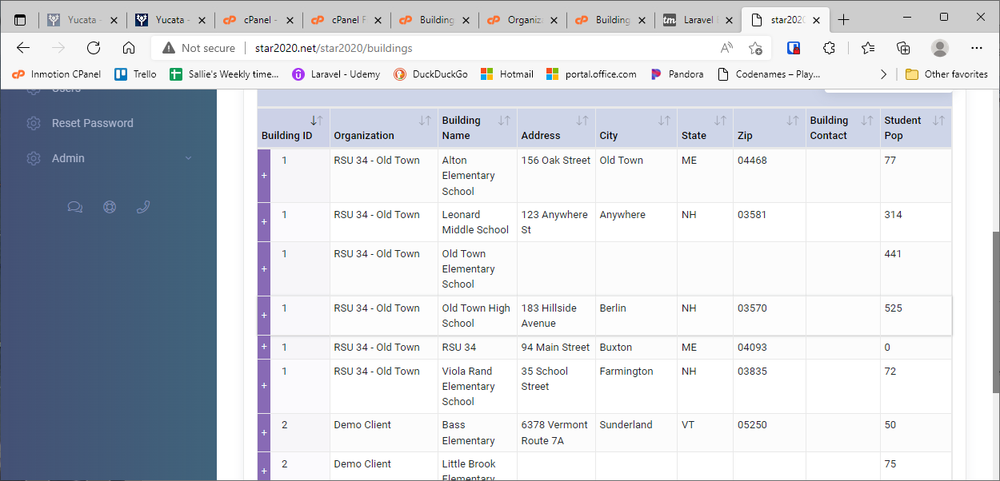 Yucata - 
Yucata - 
cPanel - 
cPanel F
Building
Organiza
Building
tm Laravel
star2020
Not secure star2020.net/star2020/buildings
Inmotion CPanel Trello Sallie's Weekly time... Laravel - Udemy DuckDuckGo Hotmail portal.office.com Pandora Codenames – Play... Other favorites
Users
Reset Password
Admin
Building ID Organization Building Name Address City State Zip Building Contact Student Pop
+ 1 RSU 34 - Old Town Alton 156 Oak Street Old Town ME 04468 77
Elementary
School
+ 1 RSU 34 - Old Town Leonard 123 Anywhere Anywhere NH 03581 314
Middle School St
+ 1 RSU 34 - Old Town Old Town 441
Elementary
School
+ 1 RSU 34 - Old Town Old Town High 183 Hillside Berlin NH 03570 525
School Avenue
+ 1 RSU 34 - Old Town RSU 34 94 Main Street Buxton ME 04093 0
+ 1 RSU 34 - Old Town Viola Rand 35 School Farmington NH 03835 72
Elementary Street
School
+ 2 Demo Client Bass 6378 Vermont Sunderland VT 05250 50
Elementary Route 7A
+ 2 Demo Client Little Brook 75
Elementary